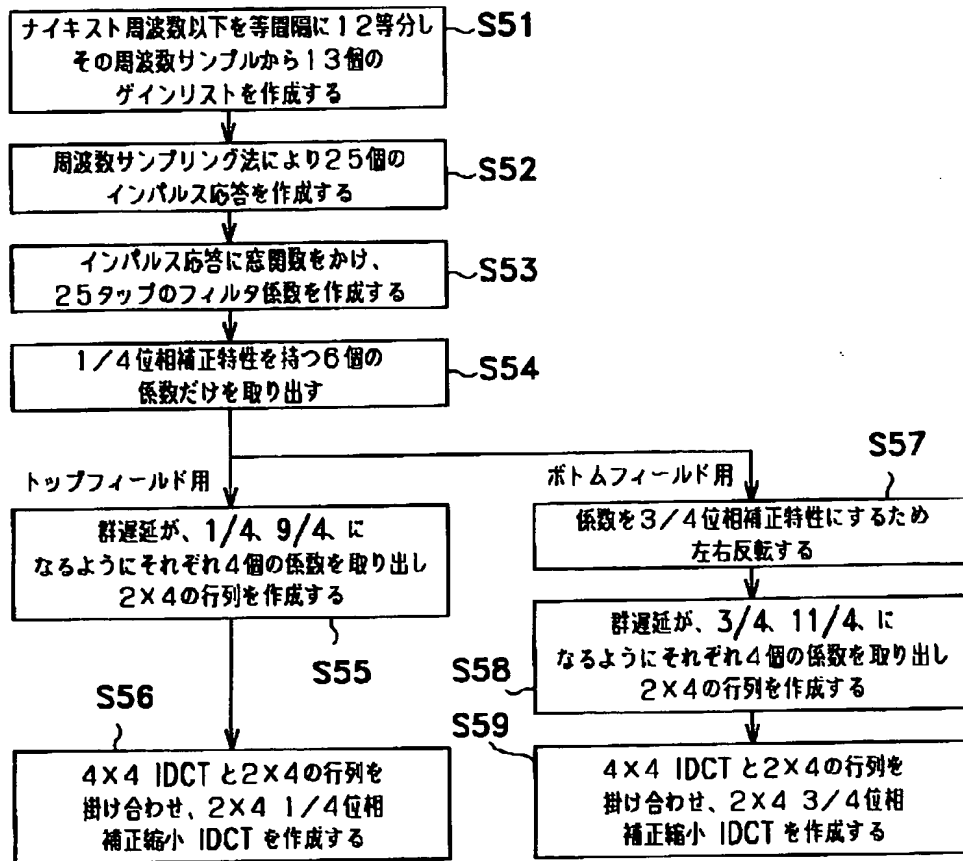 ナイキスト周波数以下を等間隔に12等分し
その周波数サンプルから13個の
ゲインリストを作成する
S51
周波数サンプリング法により25個の
インパルス応答を作成する
S52
インパルス応答に窓関数をかけ、
25タップのフィルタ係数を作成する
S53
1/4位相補正特性を持つ6個の
係数だけを取り出す
S54
トップフィールド用
ボトムフィールド用
S57
群遅延が、1/4、9/4、に
なるようにそれぞれ4個の係数を取り出し
2×4の行列を作成する
S55
係数を3/4位相補正特性にするため
左右反転する
群遅延が、3/4、11/4、に
なるようにそれぞれ4個の係数を取り出し
2×4の行列を作成する
S58
S56
4×4 IDCTと2×4の行列を
掛け合わせ、2×4 1/4位相
補正縮小 IDCTを作成する
S59
4×4 IDCTと2×4の行列を
掛け合わせ、2×4 3/4位相
補正縮小 IDCTを作成する